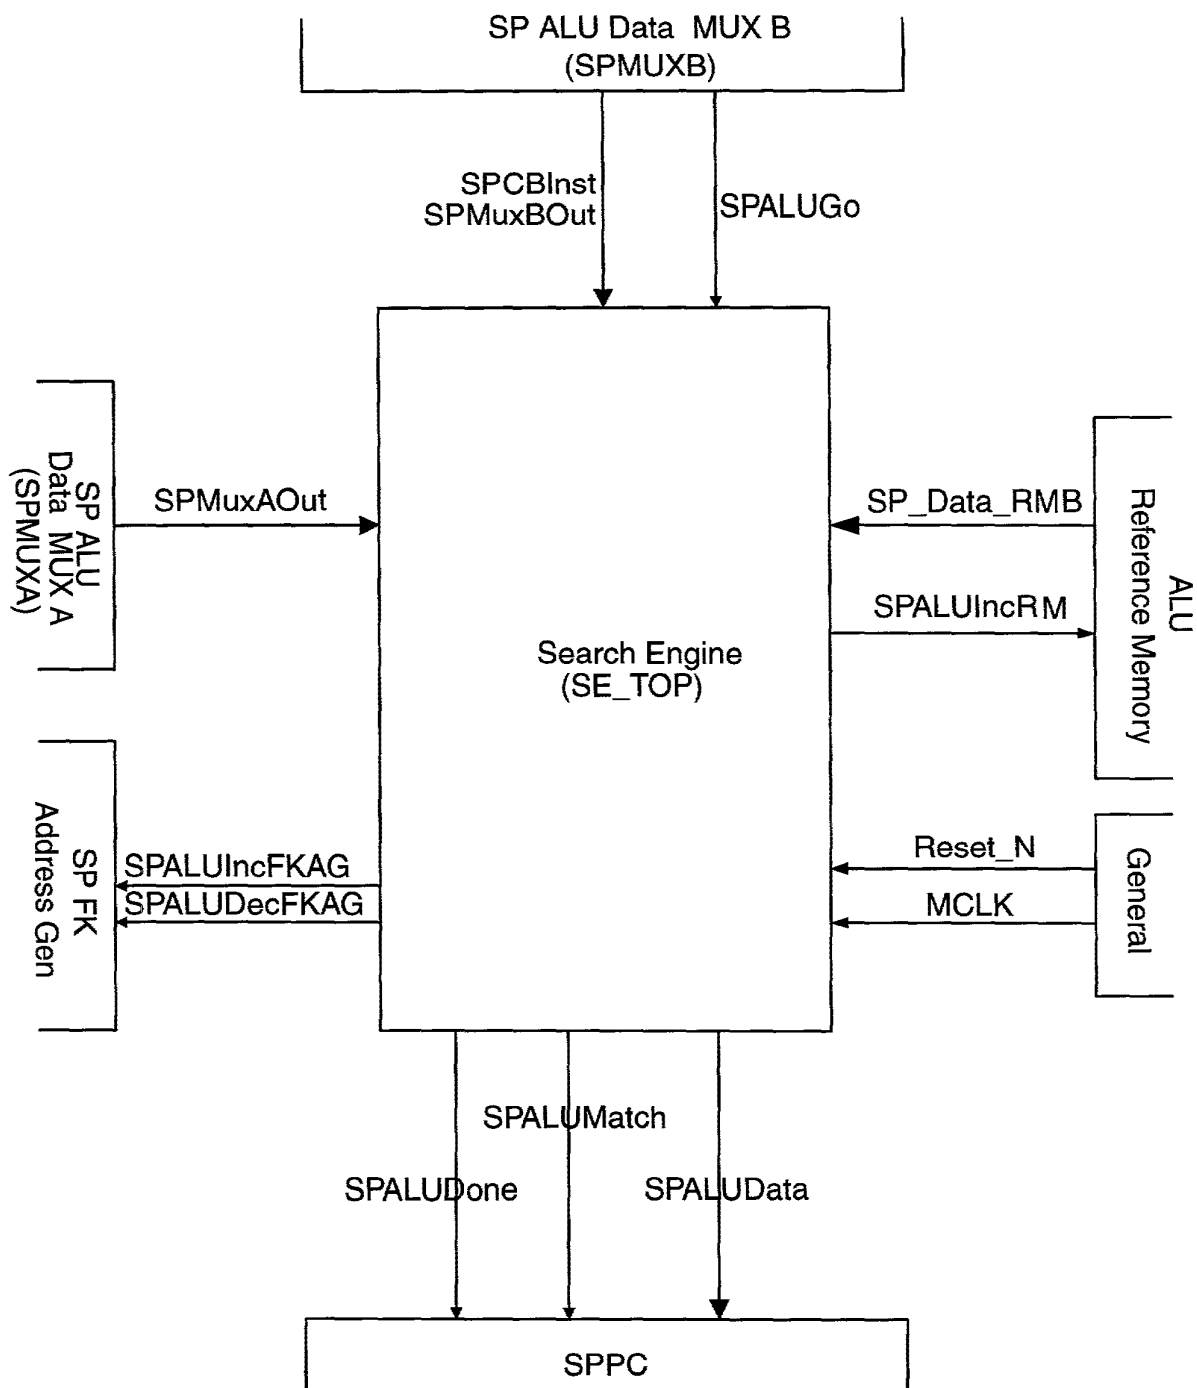 SP ALU Data MUX B
(SPMUXB)
SPCBInst
SPMuxBOut
SPALUGo
SP ALU
Data MUX A
(SPMUXA)
SPMuxAOut
SP_Data_RMB
SPALUIncRM
ALU
Reference Memory
Search Engine
(SE_TOP)
SP FK
Address Gen
SPALUIncFKAG
SPALUDecFKAG
Reset_N
MCLK
General
SPALUMatch
SPALUDone
SPALUData
SPPC